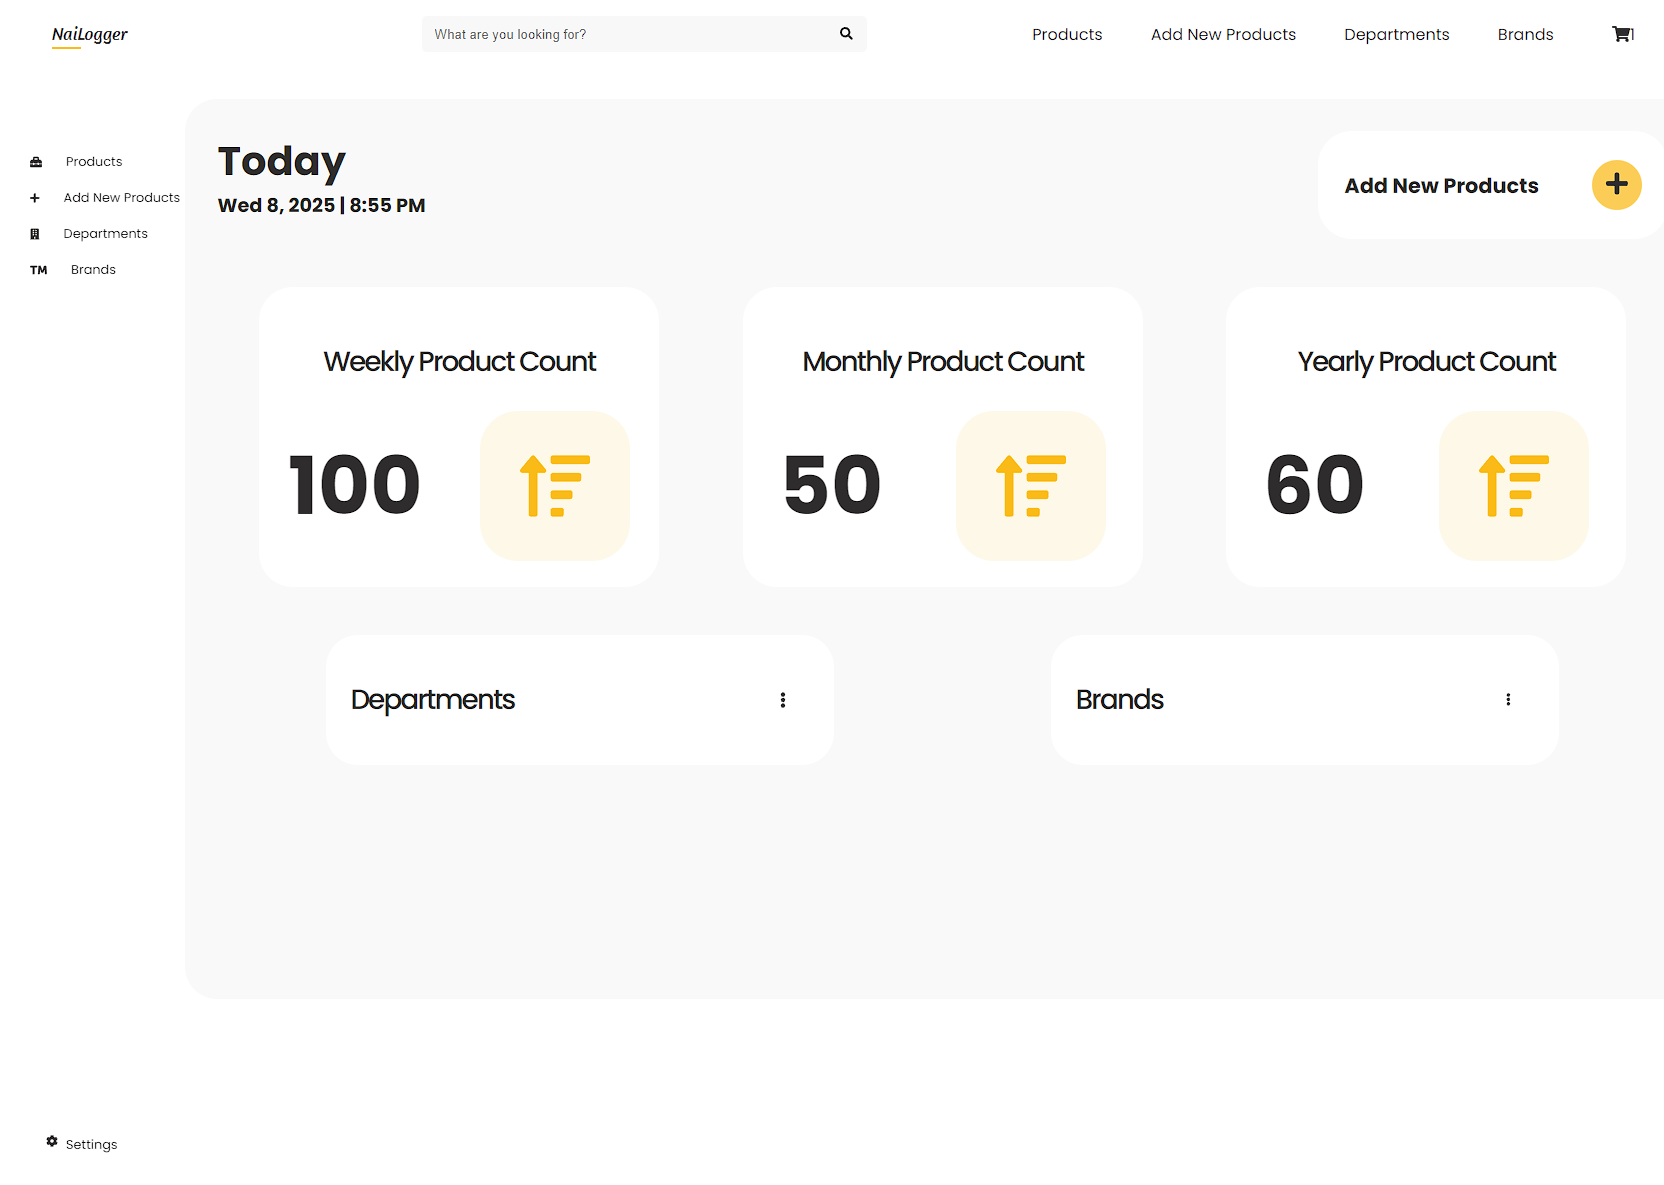 NaiLogger
What are you looking for?
Products
Add New Products
Departments
Brands
1
Products
Add New Products
Departments
TM
Brands
Today
Wed 8, 2025 | 8:55 PM
Add New Products
Weekly Product Count
100
Monthly Product Count
50
Yearly Product Count
60
Departments
Brands
Settings